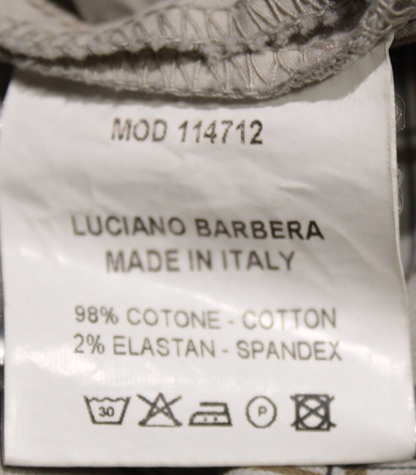 MOD 114712
LUCIANO BARBERA
MADE IN ITALY
98% COTONE - COTTON
2% ELASTAN - SPANDEX
30 P